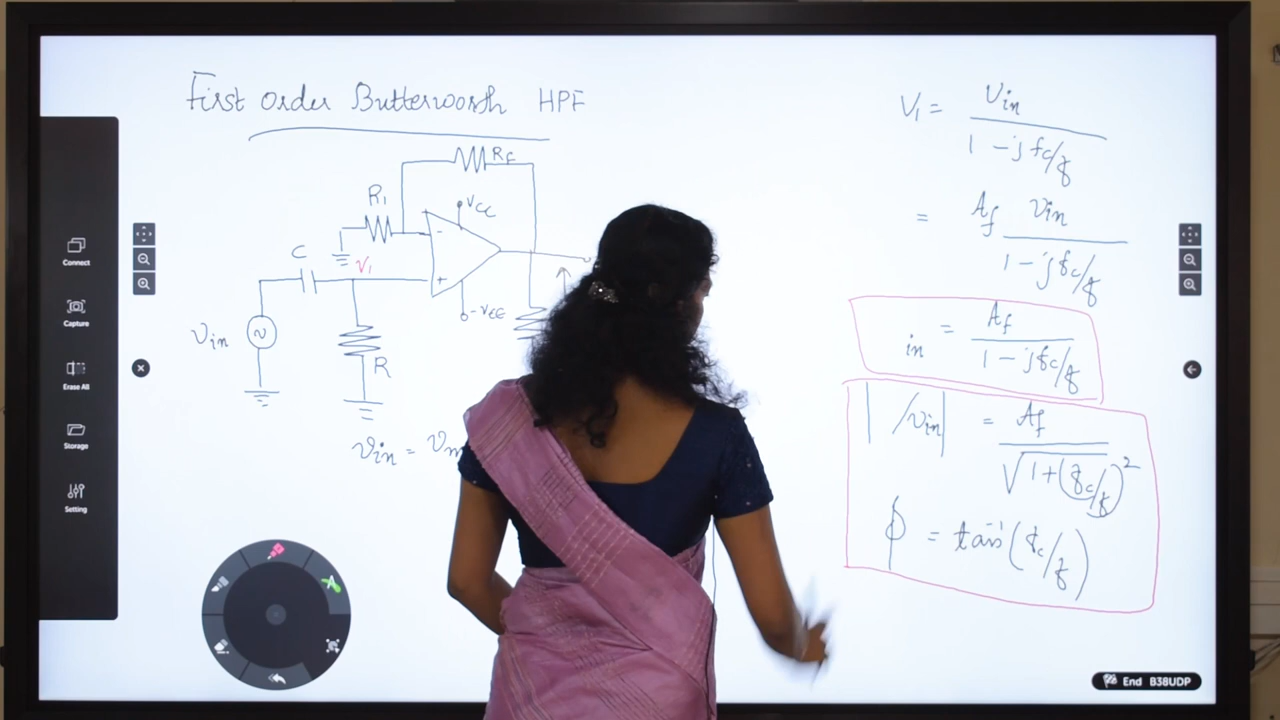 First order Butterworth HPF
Rf
R1
+VCC
-
C
V1
+
-VEE
Vin
~
R
Vin = Vm
V1 = Vin / 1 - j fc/f
= Af Vin / 1 - j fc/f
in = Af / 1 - j fc/f
| /Vin| = Af / √1+(fc/f)²
ϕ = tan⁻¹(fc/f)
Connect
Capture
Erase All
Storage
Setting
End B38UDP